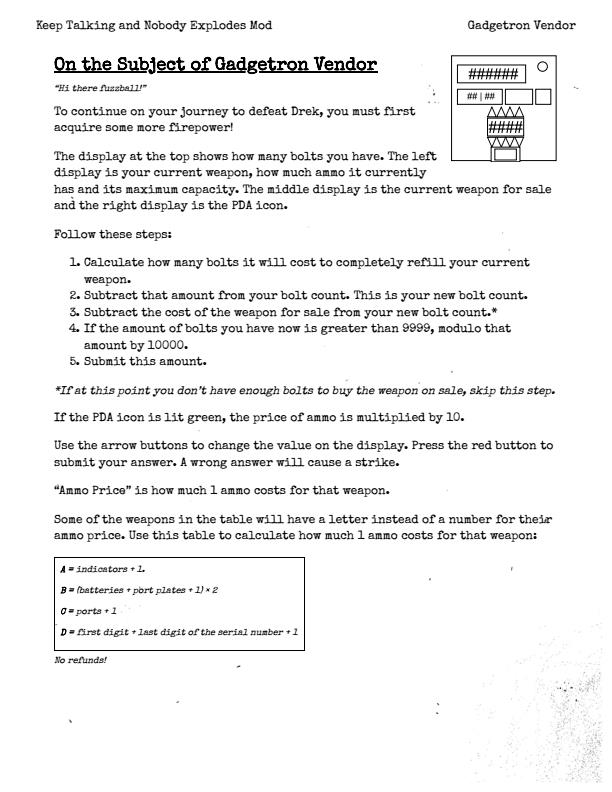 Keep Talking and Nobody Explodes Mod
Gadgetron Vendor
On the Subject of Gadgetron Vendor
"Hi there fuzzball!"
To continue on your journey to defeat Drek, you must first
acquire some more firepower!
######
## | ##
####
The display at the top shows how many bolts you have. The left
display is your current weapon, how much ammo it currently
has and its maximum capacity. The middle display is the current weapon for sale
and the right display is the PDA icon.
Follow these steps:
1. Calculate how many bolts it will cost to completely refill your current
weapon.
2. Subtract that amount from your bolt count. This is your new bolt count.
3. Subtract the cost of the weapon for sale from your new bolt count.*
4. If the amount of bolts you have now is greater than 9999, modulo that
amount by 10000.
5. Submit this amount.
*If at this point you don't have enough bolts to buy the weapon on sale, skip this step.
If the PDA icon is lit green, the price of ammo is multiplied by 10.
Use the arrow buttons to change the value on the display. Press the red button to
submit your answer. A wrong answer will cause a strike.
"Ammo Price" is how much 1 ammo costs for that weapon.
Some of the weapons in the table will have a letter instead of a number for their
ammo price. Use this table to calculate how much 1 ammo costs for that weapon:
A = indicators + 1.
B = (batteries + port plates + 1) × 2
C = ports + 1
D = first digit + last digit of the serial number + 1
No refunds!